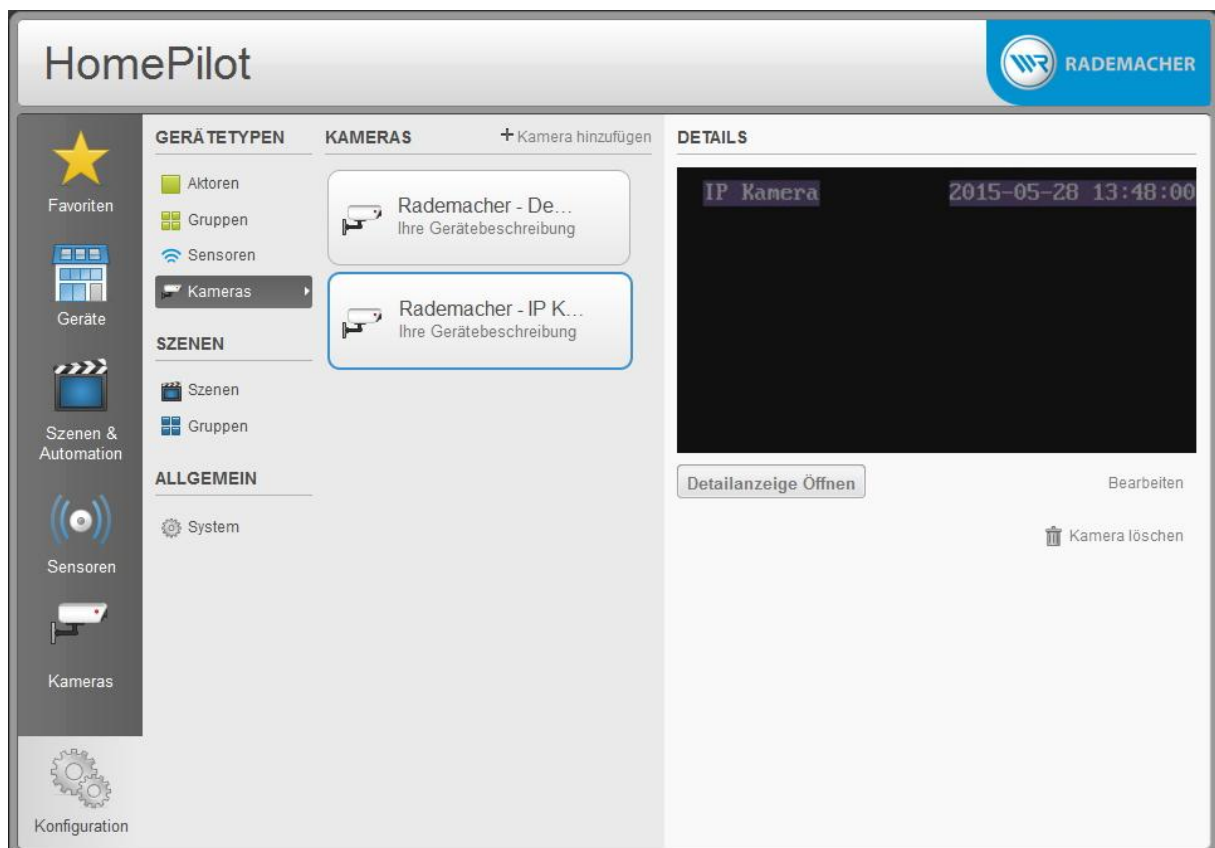 HomePilot
WR RADEMACHER
Favoriten
Geräte
Szenen &
Automation
Sensoren
Kameras
Konfiguration
GERÄTETYPEN
Aktoren
Gruppen
Sensoren
Kameras
SZENEN
Szenen
Gruppen
ALLGEMEIN
System
KAMERAS
+ Kamera hinzufügen
Rademacher - De...
Ihre Gerätebeschreibung
Rademacher - IP K...
Ihre Gerätebeschreibung
DETAILS
IP Kamera 2015-05-28 13:48:00
Detailanzeige Öffnen
Bearbeiten
Kamera löschen